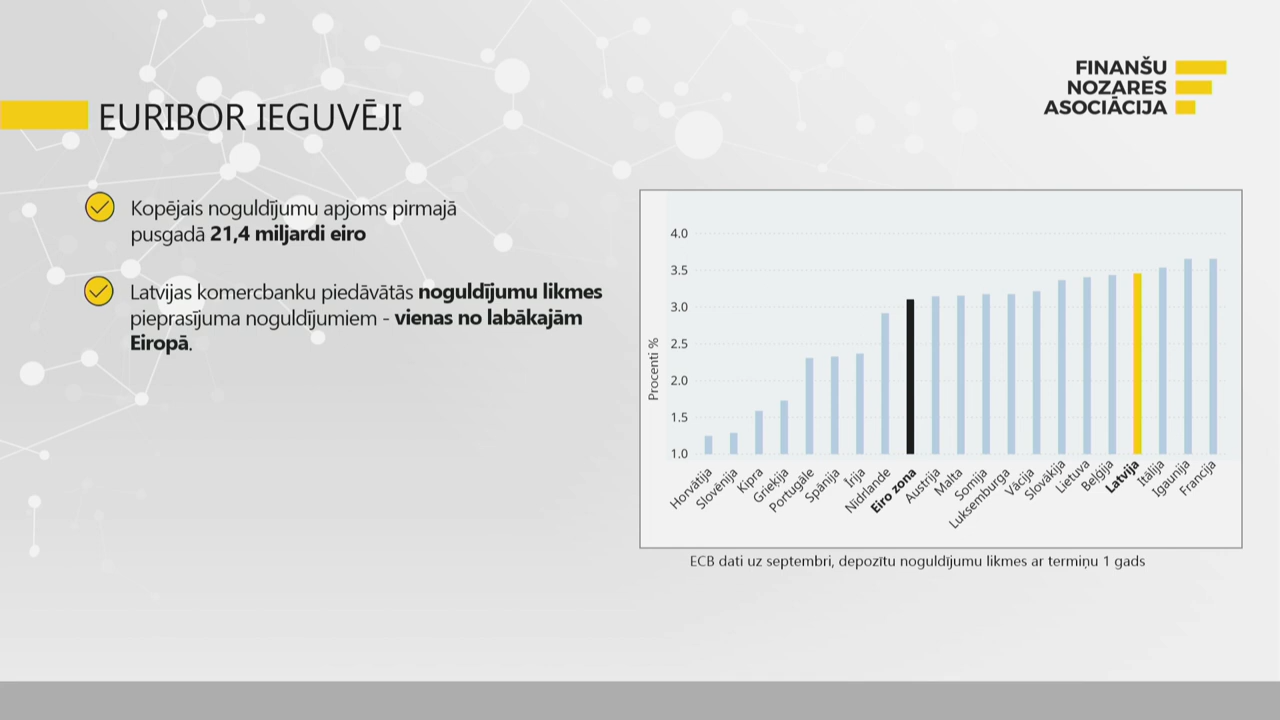 FINANŠU
NOZARES
ASOCIĀCIJA
EURIBOR IEGUVĒJI
Kopējais noguldījumu apjoms pirmajā
pusgadā 21,4 miljardi eiro
Latvijas komercbanku piedāvātās noguldījumu likmes
pieprasījuma noguldījumiem - vienas no labākajām
Eiropā.
Procenti %
4.0
3.5
3.0
2.5
2.0
1.5
1.0
Horvātija
Slovēnija
Kipra
Grieķija
Portugāle
Spānija
Īrija
Nīdrlande
Eiro zona
Austrija
Malta
Somija
Luksemburga
Vācija
Slovākija
Lietuva
Beļģija
Latvija
Itālija
Igaunija
Francija
ECB dati uz septembri, depozītu noguldījumu likmes ar termiņu 1 gads